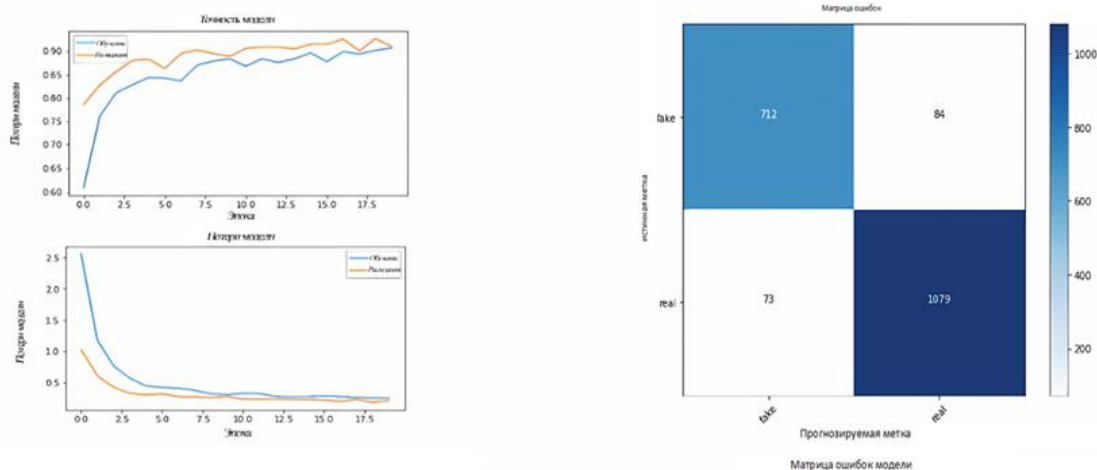 Точность модели
Обучать
0.90
0.85
0.80
0.75
0.70
0.65
0.60
Потери модели
0.0 2.5 5.0 7.5 10.0 12.5 15.0 17.5
Эпоха
Потери модели
Обучать
2.5
2.0
1.5
1.0
0.5
Потери модели
0.0 2.5 5.0 7.5 10.0 12.5 15.0 17.5
Эпоха
Матрица ошибок
истинная метка
fake
712 84
real
73 1079
fake real
Прогнозируемая метка
1000
800
600
400
200
Матрица ошибок модели